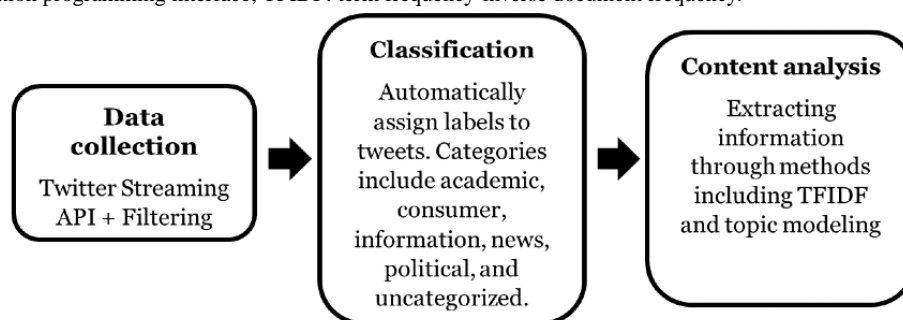 programming interface; TFIDF: term frequency-inverse document frequency.
Data
collection
Twitter Streaming
API + Filtering
Classification
Automatically
assign labels to
tweets. Categories
include academic,
consumer,
information, news,
political, and
uncategorized.
Content analysis
Extracting
information
through methods
including TFIDF
and topic modeling